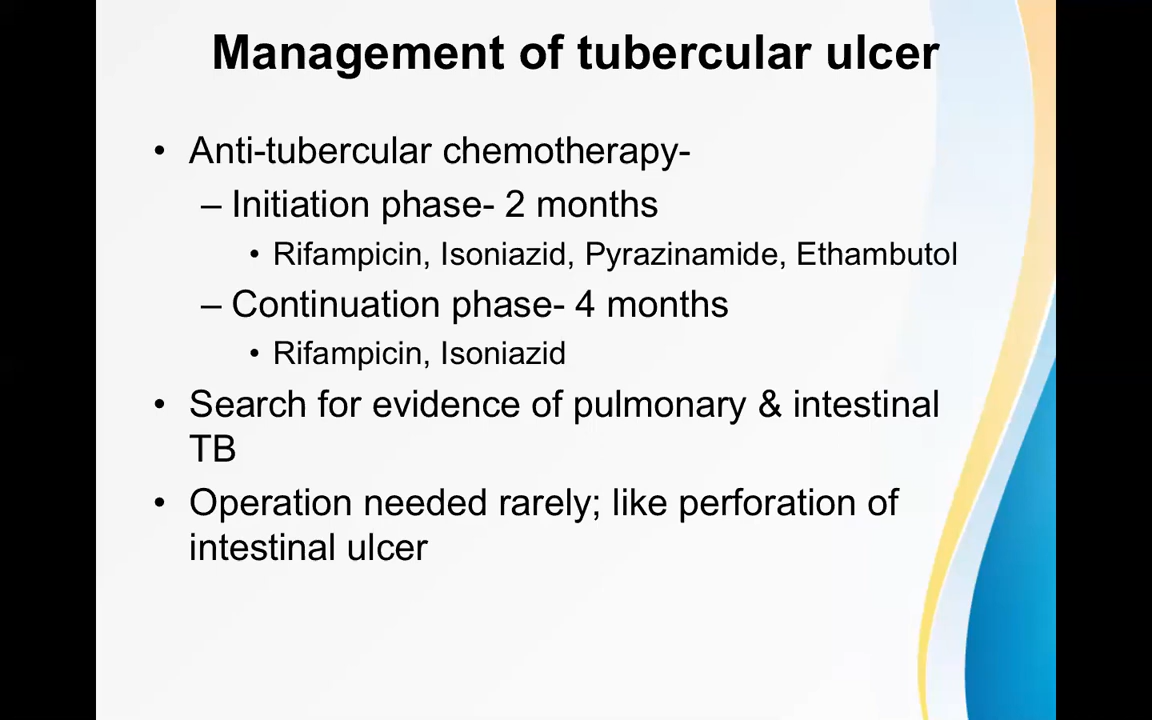 Management of tubercular ulcer
• Anti-tubercular chemotherapy-
– Initiation phase- 2 months
• Rifampicin, Isoniazid, Pyrazinamide, Ethambutol
– Continuation phase- 4 months
• Rifampicin, Isoniazid
• Search for evidence of pulmonary & intestinal
TB
• Operation needed rarely; like perforation of
intestinal ulcer